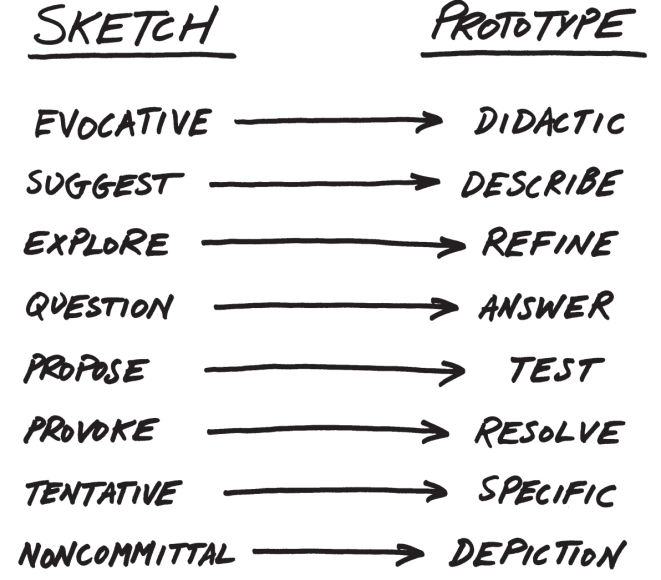 SKETCH PROTOTYPE
EVOCATIVE DIDACTIC
SUGGEST DESCRIBE
EXPLORE REFINE
QUESTION ANSWER
PROPOSE TEST
PROVOKE RESOLVE
TENTATIVE SPECIFIC
NONCOMMITTAL DEPICTION